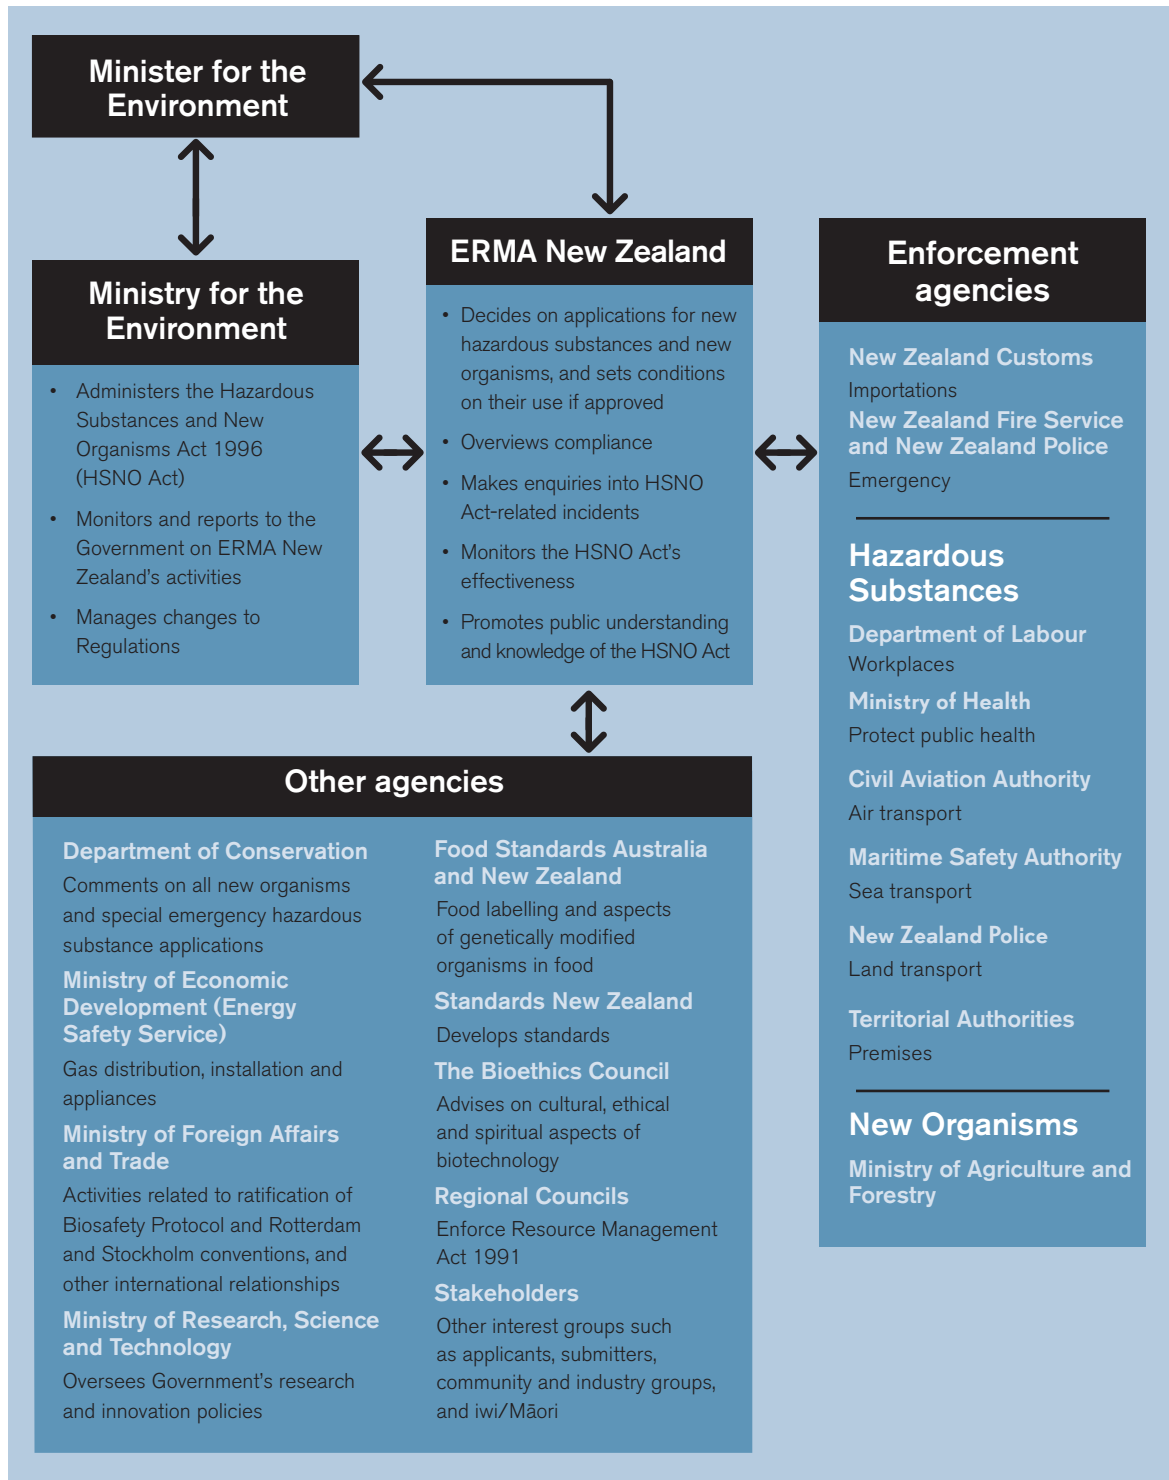 Minister for the
Environment
Ministry for the
Environment
• Administers the Hazardous
Substances and New
Organisms Act 1996
(HSNO Act)
• Monitors and reports to the
Government on ERMA New
Zealand's activities
• Manages changes to
Regulations
ERMA New Zealand
• Decides on applications for new
hazardous substances and new
organisms, and sets conditions
on their use if approved
• Overviews compliance
• Makes enquiries into HSNO
Act-related incidents
• Monitors the HSNO Act's
effectiveness
• Promotes public understanding
and knowledge of the HSNO Act
Enforcement
agencies
New Zealand Customs
Importations
New Zealand Fire Service
and New Zealand Police
Emergency
Hazardous
Substances
Department of Labour
Workplaces
Ministry of Health
Protect public health
Civil Aviation Authority
Air transport
Maritime Safety Authority
Sea transport
New Zealand Police
Land transport
Territorial Authorities
Premises
New Organisms
Ministry of Agriculture and
Forestry
Other agencies
Department of Conservation
Comments on all new organisms
and special emergency hazardous
substance applications
Ministry of Economic
Development (Energy
Safety Service)
Gas distribution, installation and
appliances
Ministry of Foreign Affairs
and Trade
Activities related to ratification of
Biosafety Protocol and Rotterdam
and Stockholm conventions, and
other international relationships
Ministry of Research, Science
and Technology
Oversees Government's research
and innovation policies
Food Standards Australia
and New Zealand
Food labelling and aspects
of genetically modified
organisms in food
Standards New Zealand
Develops standards
The Bioethics Council
Advises on cultural, ethical
and spiritual aspects of
biotechnology
Regional Councils
Enforce Resource Management
Act 1991
Stakeholders
Other interest groups such
as applicants, submitters,
community and industry groups,
and iwi/Māori